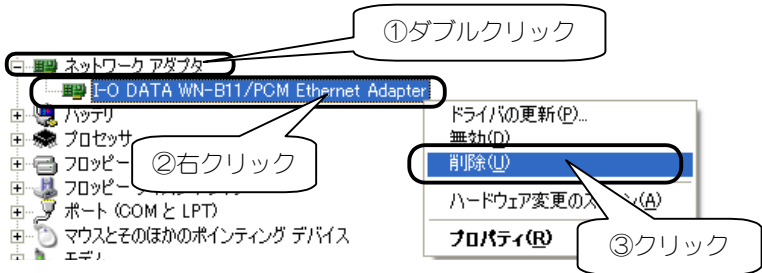 ①ダブルクリック
ネットワーク アダプタ
I-O DATA WN-B11/PCM Ethernet Adapter
バッテリ
プロセッサ
②右クリック
フロッピー
フロッピー
ポート (COM と LPT)
マウスとそのほかのポインティング デバイス
モデム
ドライバの更新(P)...
無効(D)
削除(U)
ハードウェア変更のス ン(A)
プロパティ(R)
③クリック